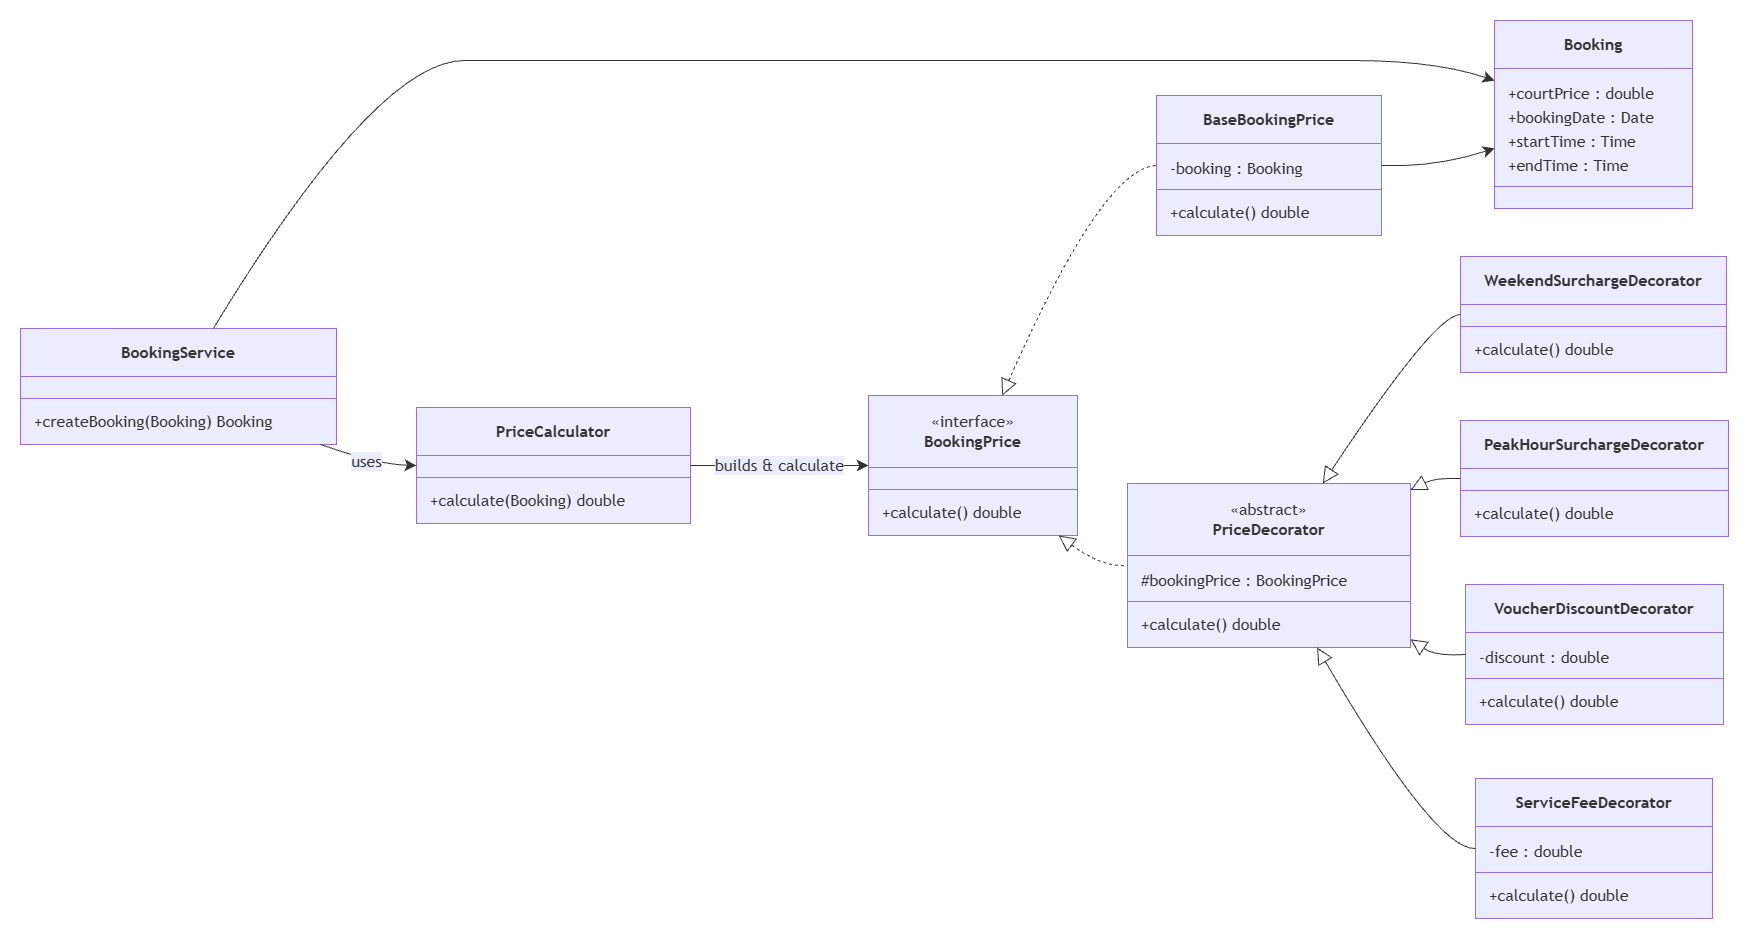 Booking
+courtPrice : double
+bookingDate : Date
+startTime : Time
+endTime : Time
BaseBookingPrice
-booking : Booking
+calculate() double
WeekendSurchargeDecorator
+calculate() double
BookingService
+createBooking(Booking) Booking
uses
PriceCalculator
+calculate(Booking) double
builds & calculate
«interface»
BookingPrice
+calculate() double
PeakHourSurchargeDecorator
+calculate() double
«abstract»
PriceDecorator
#bookingPrice : BookingPrice
+calculate() double
VoucherDiscountDecorator
-discount : double
+calculate() double
ServiceFeeDecorator
-fee : double
+calculate() double